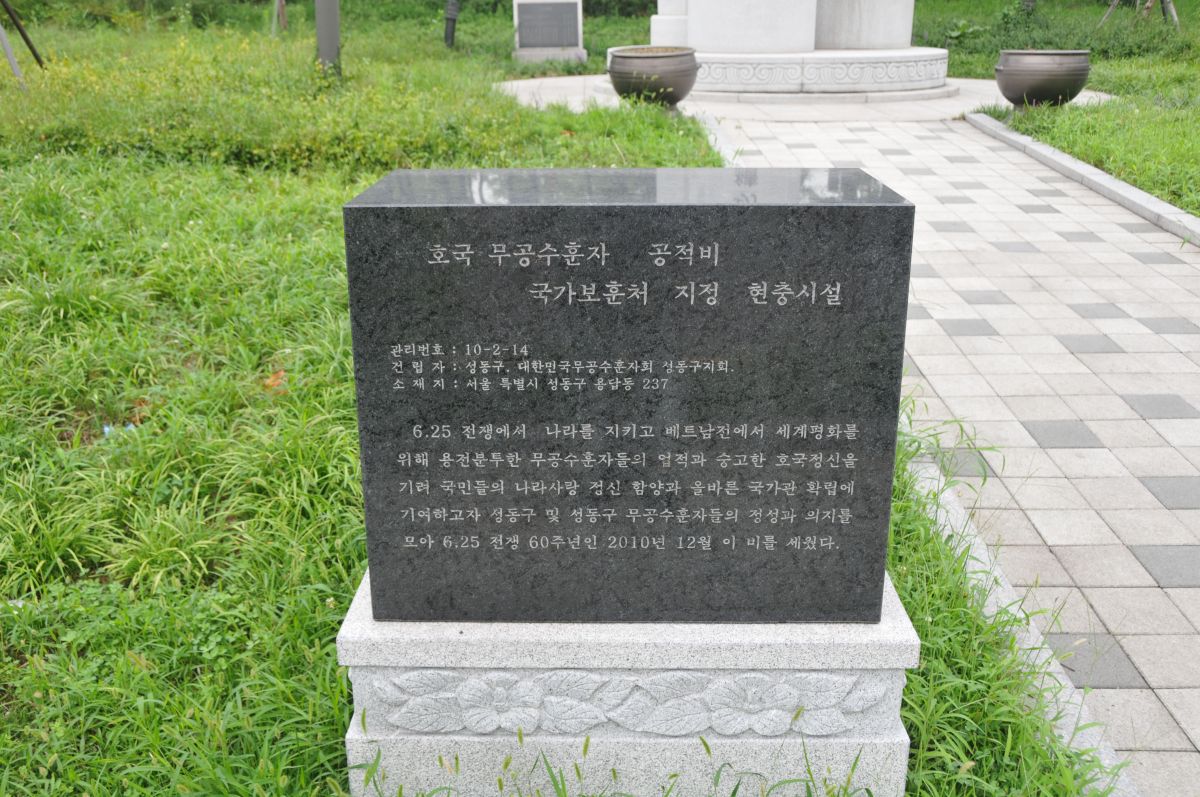 호국 무공수훈자 공적비
국가보훈처 지정 현충시설
관리번호 : 10-2-14
건 립 자 : 성동구, 대한민국무공수훈자회 성동구지회.
소 재 지 : 서울 특별시 성동구 용답동 237
6.25 전쟁에서 나라를 지키고 베트남전에서 세계평화를
위해 용전분투한 무공수훈자들의 업적과 숭고한 호국정신을
기려 국민들의 나라사랑 정신 함양과 올바른 국가관 확립에
기여하고자 성동구 및 성동구 무공수훈자들의 정성과 의지를
모아 6.25 전쟁 60주년인 2010년 12월 이 비를 세웠다.